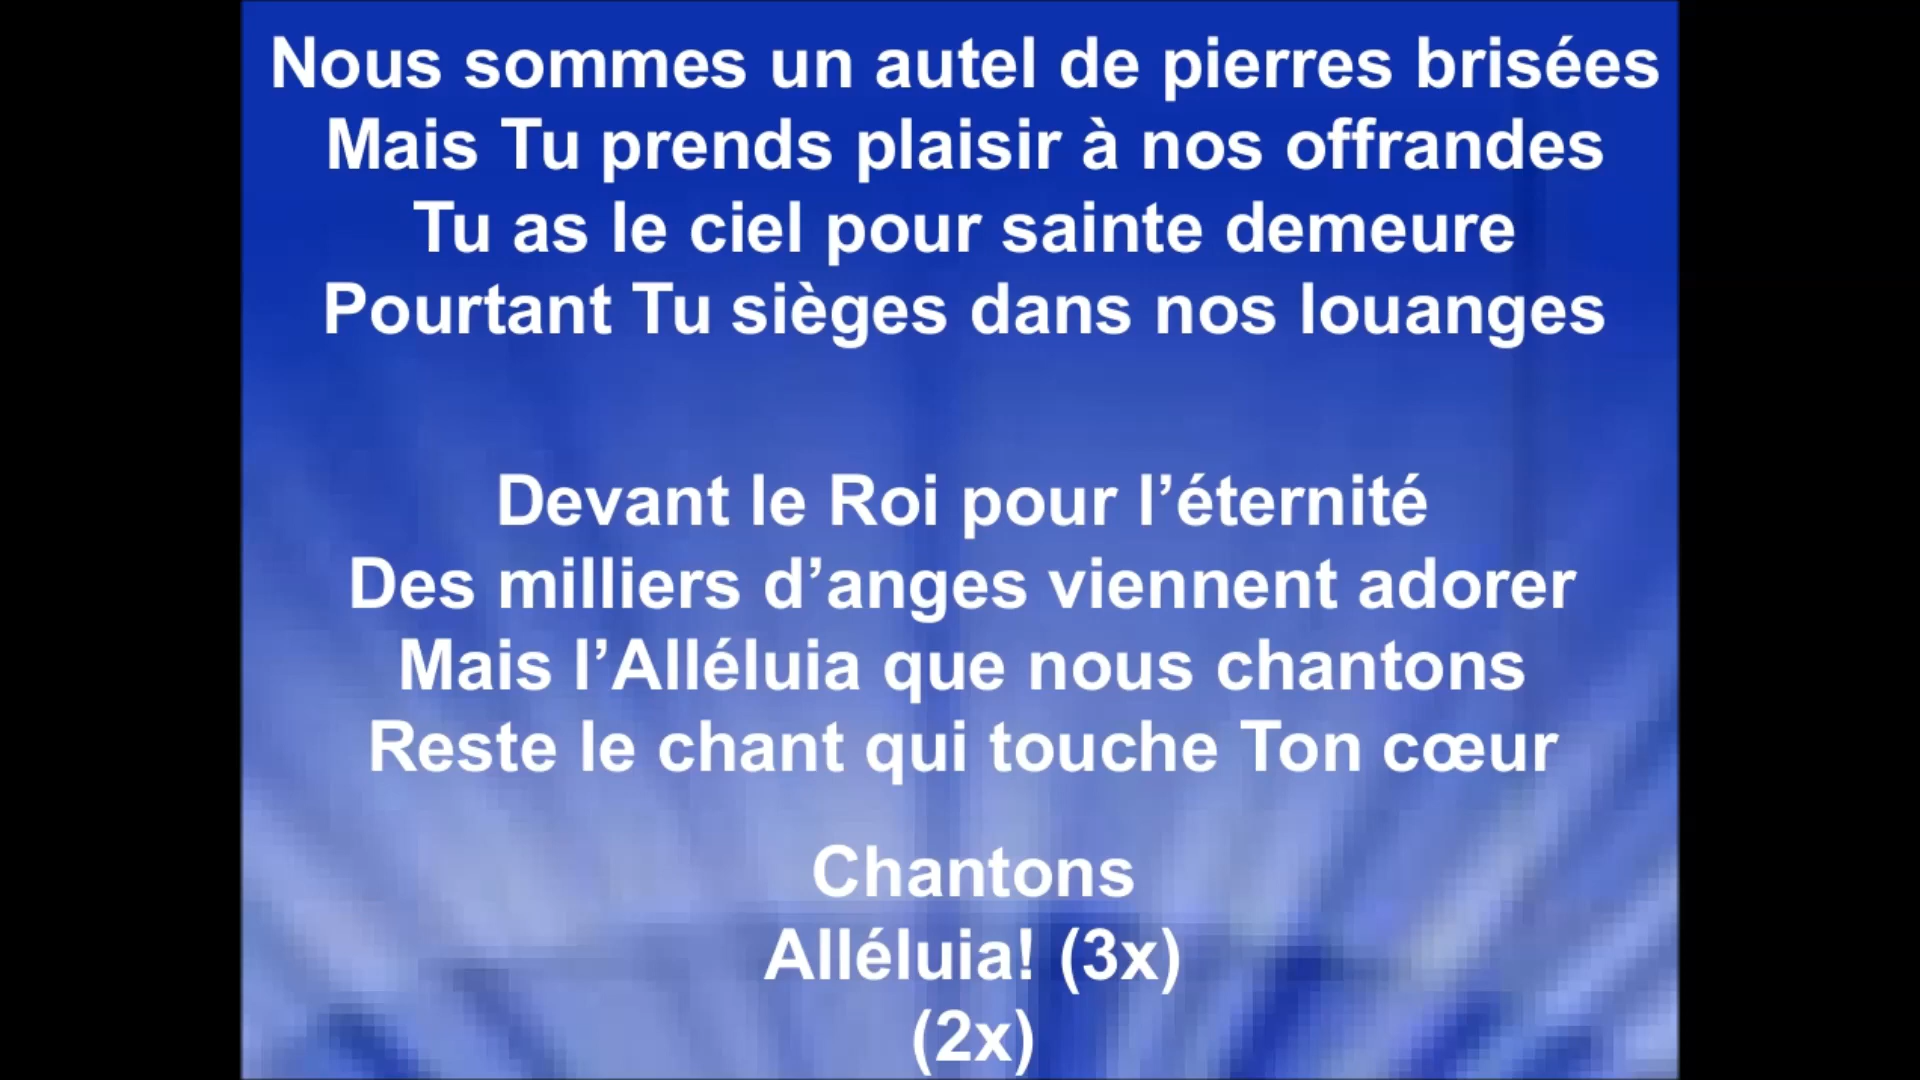 Nous sommes un autel de pierres brisées
Mais Tu prends plaisir à nos offrandes
Tu as le ciel pour sainte demeure
Pourtant Tu sièges dans nos louanges
Devant le Roi pour l’éternité
Des milliers d’anges viennent adorer
Mais l’Alléluia que nous chantons
Reste le chant qui touche Ton cœur
Chantons
Alléluia! (3x)
(2x)